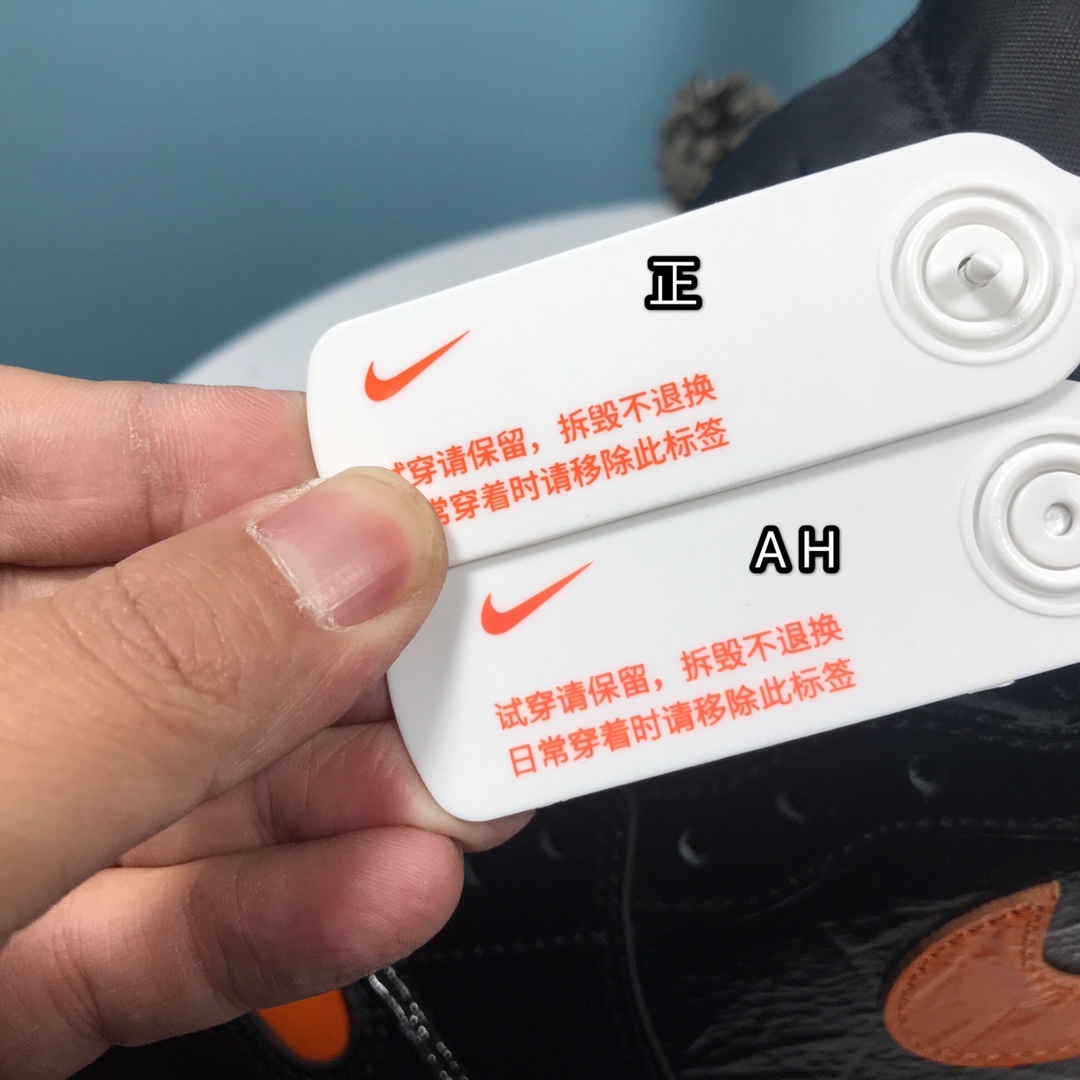 正
穿请保留，拆毁不退换
常穿着时请移除此标签
AH
试穿请保留，拆毁不退换
日常穿着时请移除此标签